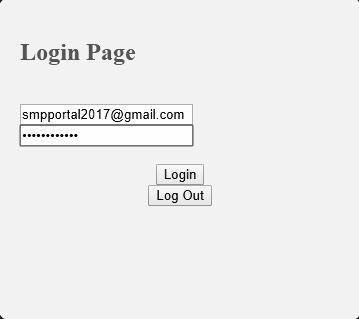 Login Page
smpportal2017@gmail.com
••••••••••••
Login
Log Out